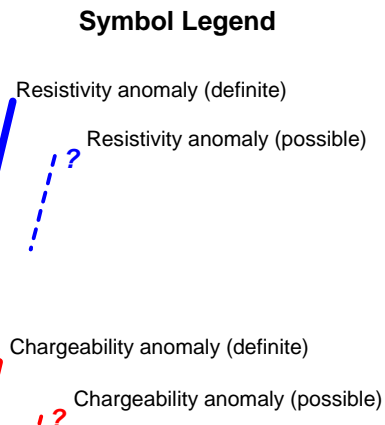 Symbol Legend
Resistivity anomaly (definite)
Resistivity anomaly (possible)
?
Chargeability anomaly (definite)
Chargeability anomaly (possible)
?